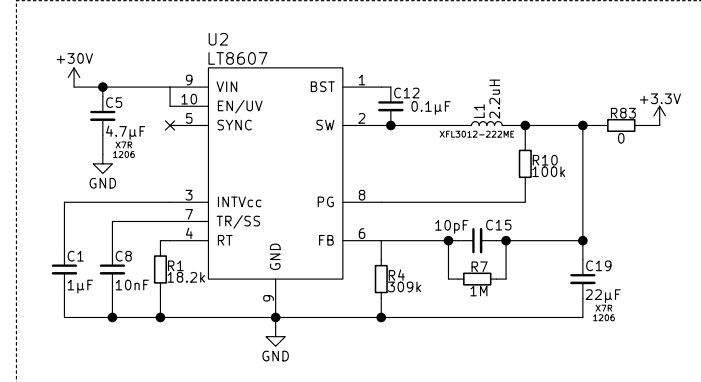 U2
LT8607
+30V
9 VIN
10 EN/UV
5 SYNC
3 INTVcc
7 TR/SS
4 RT
BST 1
SW 2
PG 8
FB 6
GND
9
C5
4.7µF
X7R
1206
GND
C12
0.1µF
L1
2.2uH
XFL3012-222ME
R83
0
+3.3V
R10
100k
10pF C15
R7
1M
R4
309k
C19
22µF
X7R
1206
C1
1µF
C8
10nF
R1
18.2k
GND